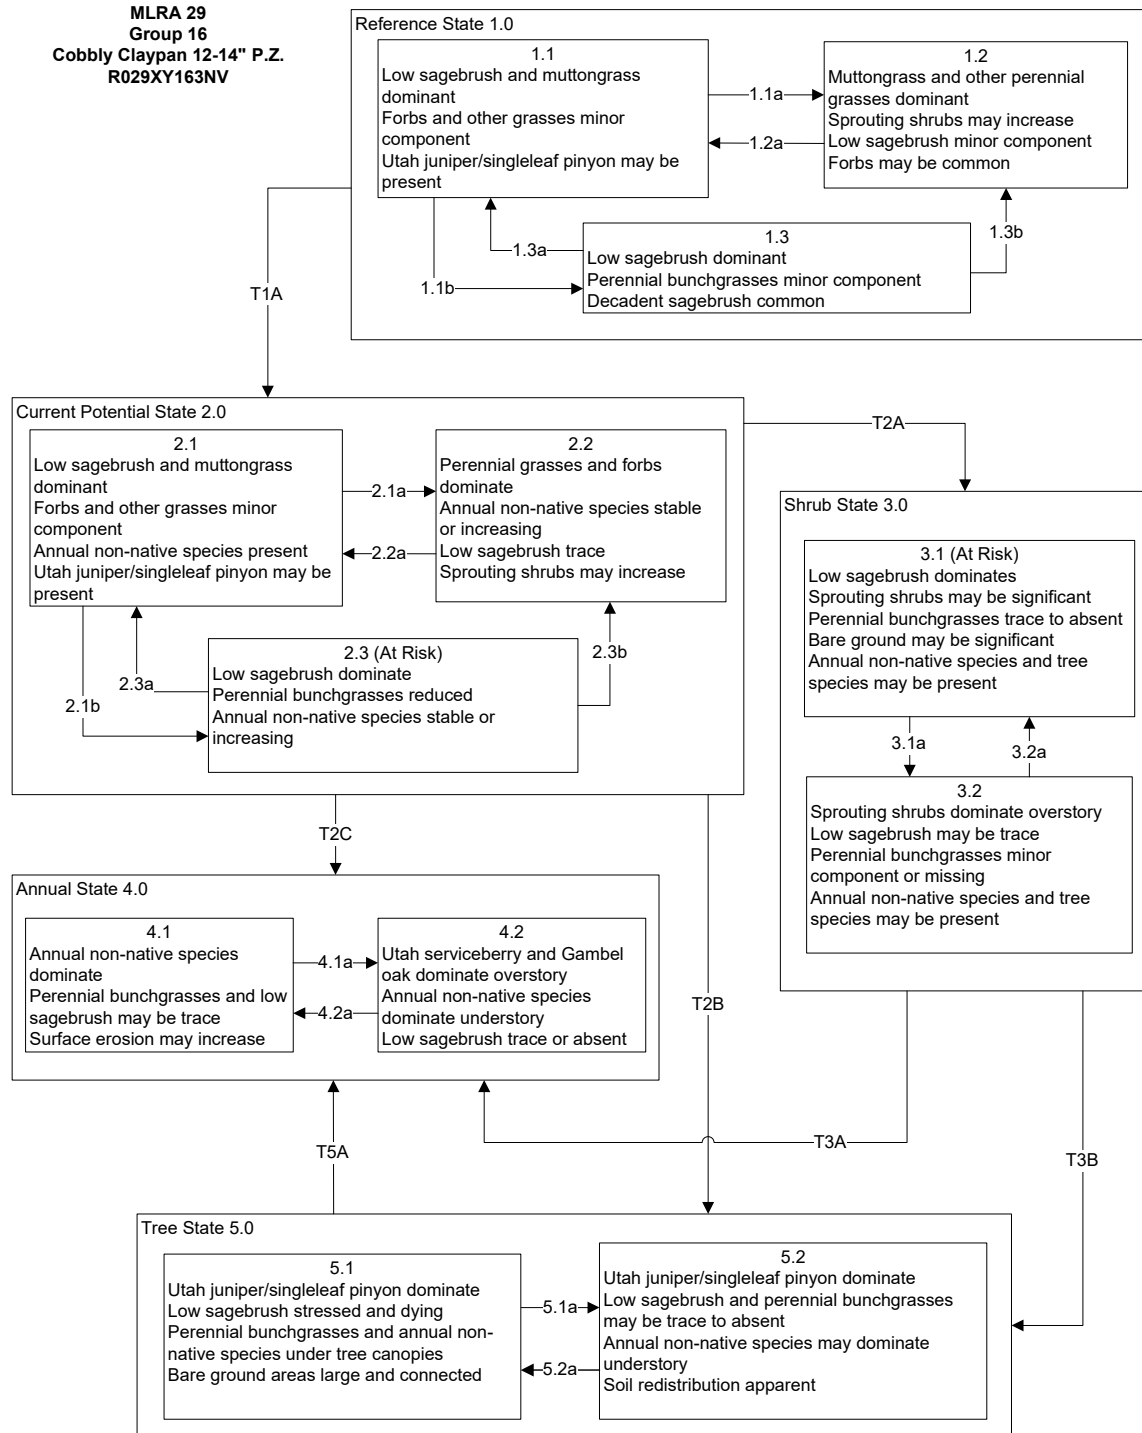 MLRA 29
Group 16
Cobbly Claypan 12-14" P.Z.
R029XY163NV
Reference State 1.0
1.1
Low sagebrush and muttongrass
dominant
Forbs and other grasses minor
component
Utah juniper/singleleaf pinyon may be
present
1.1a
1.2a
1.2
Muttongrass and other perennial
grasses dominant
Sprouting shrubs may increase
Low sagebrush minor component
Forbs may be common
1.3a
1.1b
1.3
Low sagebrush dominant
Perennial bunchgrasses minor component
Decadent sagebrush common
1.3b
T1A
Current Potential State 2.0
2.1
Low sagebrush and muttongrass
dominant
Forbs and other grasses minor
component
Annual non-native species present
Utah juniper/singleleaf pinyon may be
present
2.1a
2.2a
2.2
Perennial grasses and forbs
dominate
Annual non-native species stable
or increasing
Low sagebrush trace
Sprouting shrubs may increase
2.3a
2.1b
2.3 (At Risk)
Low sagebrush dominate
Perennial bunchgrasses reduced
Annual non-native species stable or
increasing
2.3b
T2A
Shrub State 3.0
3.1 (At Risk)
Low sagebrush dominates
Sprouting shrubs may be significant
Perennial bunchgrasses trace to absent
Bare ground may be significant
Annual non-native species and tree
species may be present
3.1a
3.2a
3.2
Sprouting shrubs dominate overstory
Low sagebrush may be trace
Perennial bunchgrasses minor
component or missing
Annual non-native species and tree
species may be present
T2C
Annual State 4.0
4.1
Annual non-native species
dominate
Perennial bunchgrasses and low
sagebrush may be trace
Surface erosion may increase
4.1a
4.2a
4.2
Utah serviceberry and Gambel
oak dominate overstory
Annual non-native species
dominate understory
Low sagebrush trace or absent
T2B
T3A
T5A
T3B
Tree State 5.0
5.1
Utah juniper/singleleaf pinyon dominate
Low sagebrush stressed and dying
Perennial bunchgrasses and annual non-
native species under tree canopies
Bare ground areas large and connected
5.1a
5.2a
5.2
Utah juniper/singleleaf pinyon dominate
Low sagebrush and perennial bunchgrasses
may be trace to absent
Annual non-native species may dominate
understory
Soil redistribution apparent